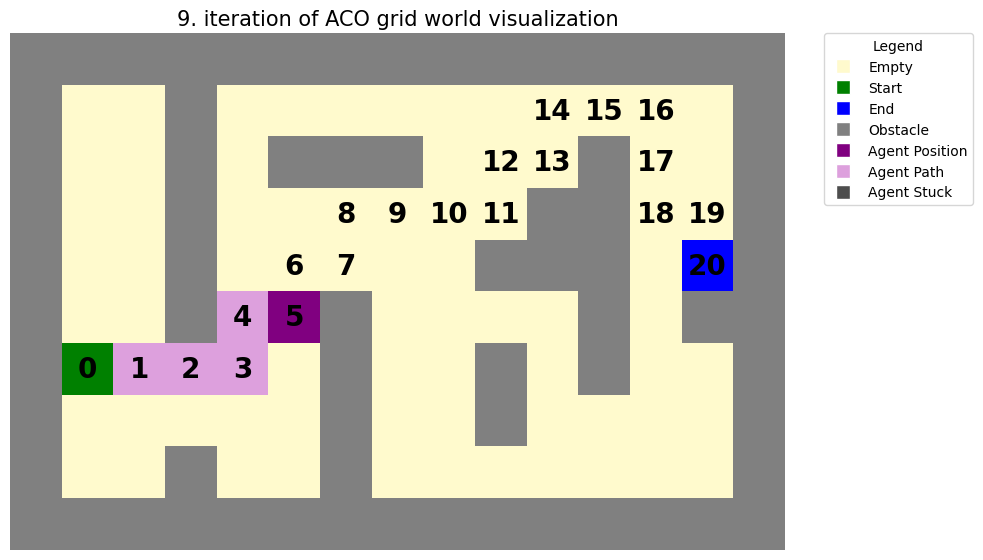 9. iteration of ACO grid world visualization
14 15 16
12 13 17
8 9 10 11 18 19
6 7 20
4 5
0 1 2 3
Legend
Empty
Start
End
Obstacle
Agent Position
Agent Path
Agent Stuck